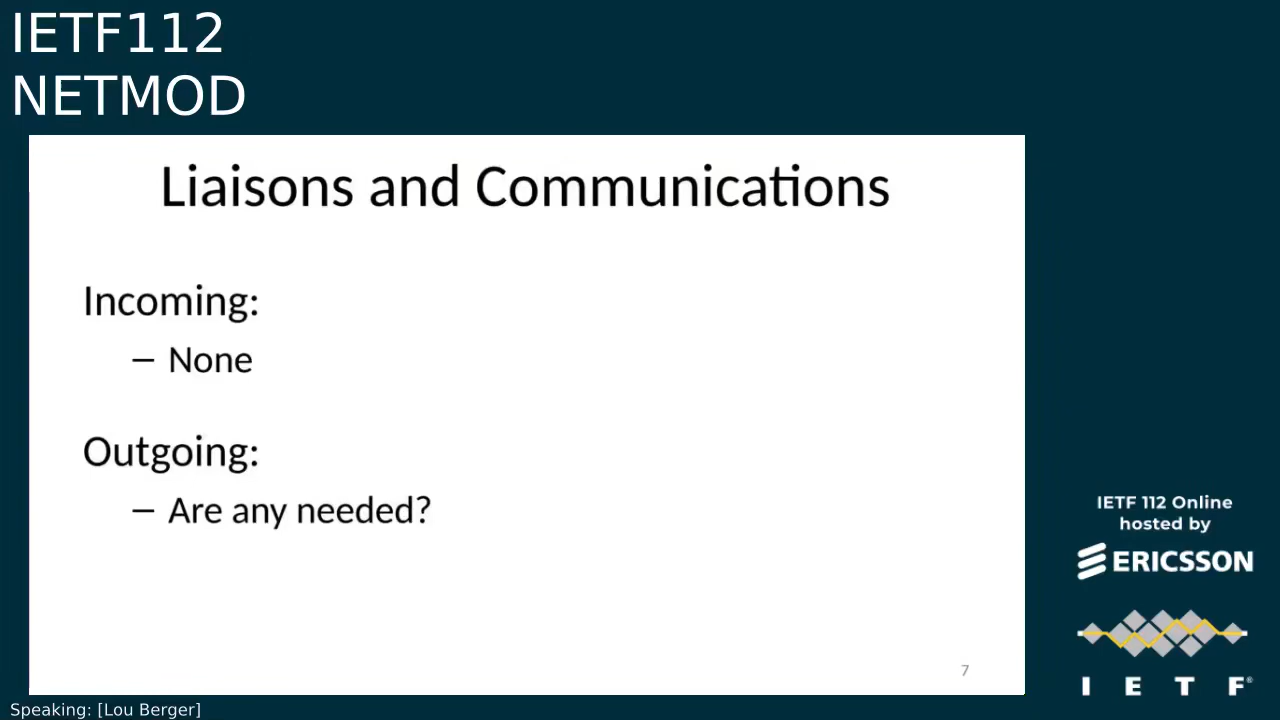 IETF112
NETMOD
Liaisons and Communications
Incoming:
– None
Outgoing:
– Are any needed?
7
IETF 112 Online
hosted by
ERICSSON
I E T F®
Speaking: [Lou Berger]